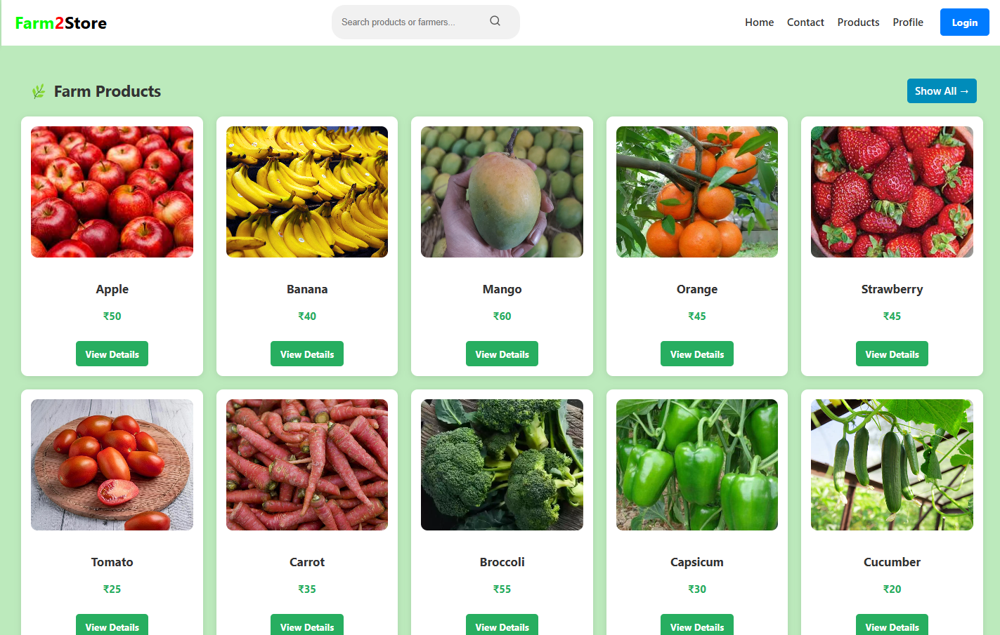 Farm2Store
Search products or farmers...
Home Contact Products Profile Login
Farm Products
Show All →
Apple Banana Mango Orange Strawberry
₹50 ₹40 ₹60 ₹45 ₹45
View Details View Details View Details View Details View Details
Tomato Carrot Broccoli Capsicum Cucumber
₹25 ₹35 ₹55 ₹30 ₹20
View Details View Details View Details View Details View Details